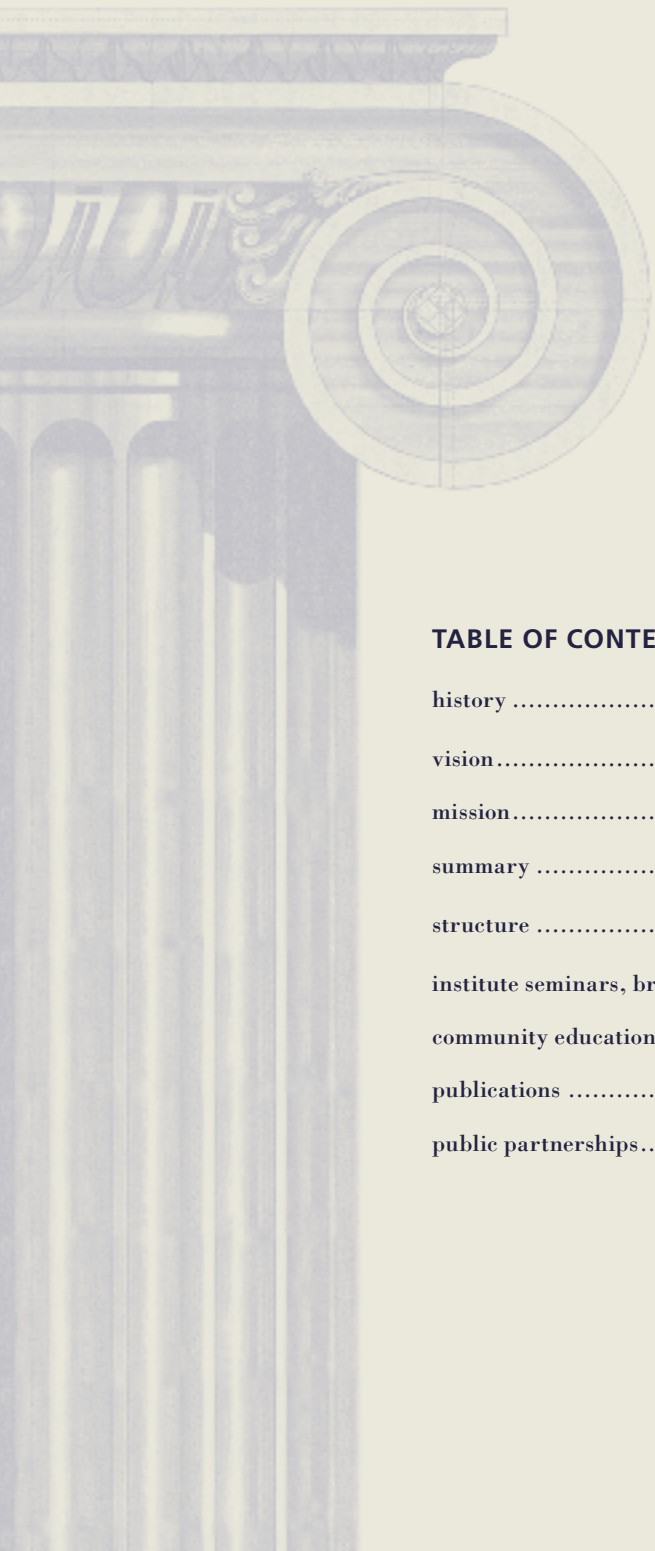 TABLE OF CONTE
history ..................
vision....................
mission..................
summary ...............
structure ...............
institute seminars, br
community education
publications ...........
public partnerships..